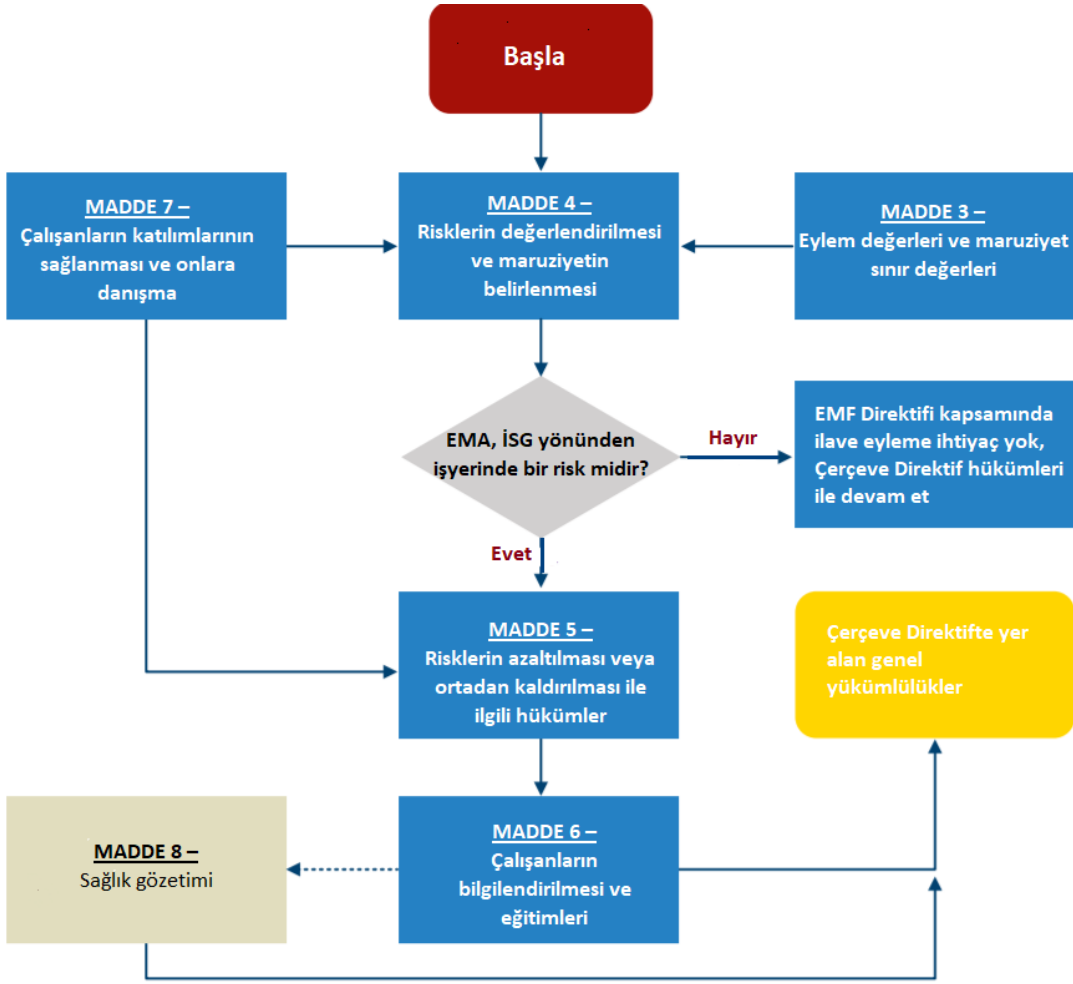 Başla
MADDE 7 –
Çalışanların katılımlarının
sağlanması ve onlara
danışma
MADDE 4 –
Risklerin değerlendirilmesi
ve maruziyetin
belirlenmesi
MADDE 3 –
Eylem değerleri ve maruziyet
sınır değerleri
EMA, İSG yönünden
işyerinde bir risk midir?
Hayır
EMF Direktifi kapsamında
ilave eyleme ihtiyaç yok,
Çerçeve Direktif hükümleri
ile devam et
Evet
MADDE 5 –
Risklerin azaltılması veya
ortadan kaldırılması ile
ilgili hükümler
Çerçeve Direktifte yer
alan genel
yükümlülükler
MADDE 8 –
Sağlık gözetimi
MADDE 6 –
Çalışanların
bilgilendirilmesi ve
eğitimleri